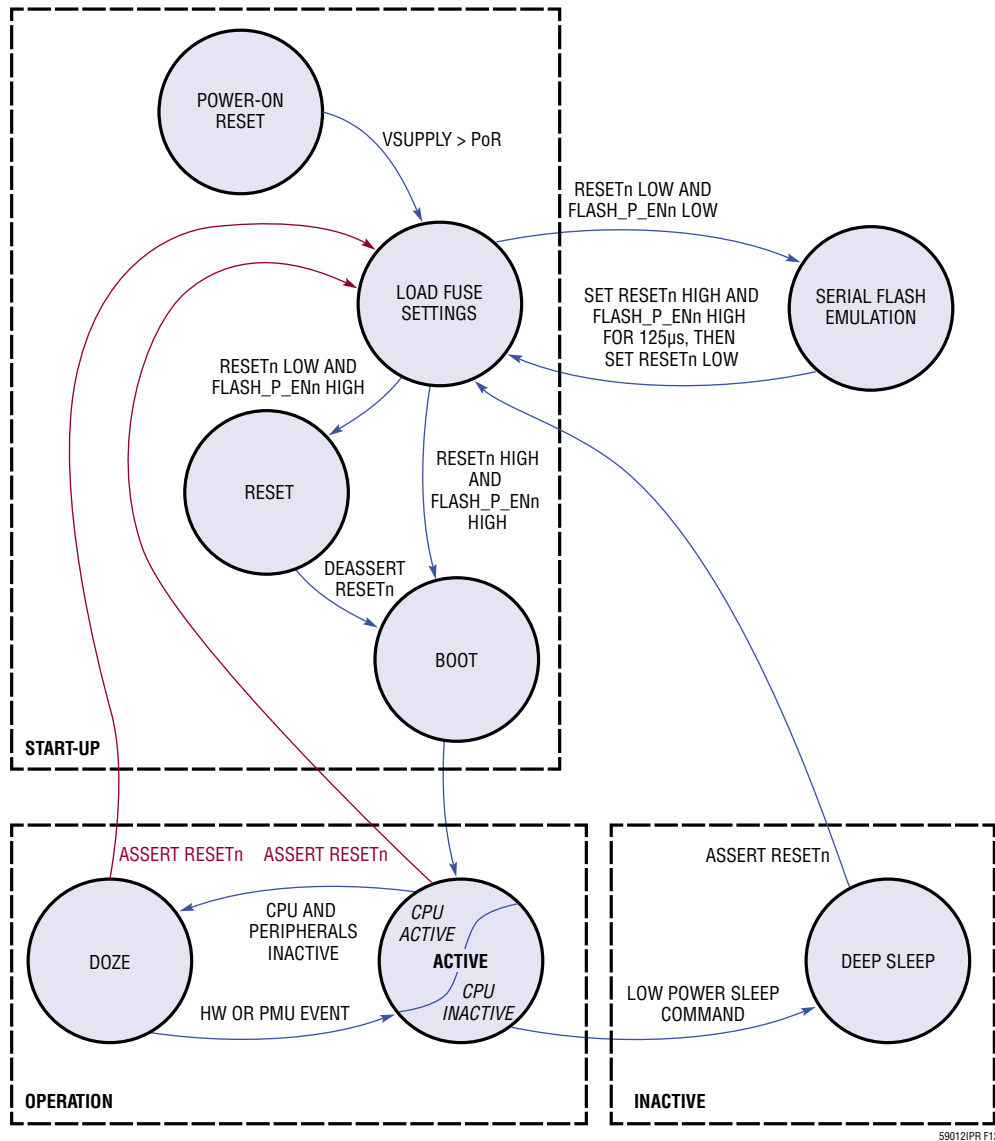 POWER-ON
RESET
VSUPPLY > PoR
RESETn LOW AND
FLASH_P_ENn LOW
LOAD FUSE
SETTINGS
SET RESETn HIGH AND
FLASH_P_ENn HIGH
FOR 125µs, THEN
SET RESETn LOW
SERIAL FLASH
EMULATION
RESETn LOW AND
FLASH_P_ENn HIGH
RESET
RESETn HIGH
AND
FLASH_P_ENn
HIGH
DEASSERT
RESETn
BOOT
START-UP
ASSERT RESETn
ASSERT RESETn
ASSERT RESETn
CPU AND
PERIPHERALS
INACTIVE
CPU
ACTIVE
ACTIVE
CPU
INACTIVE
DOZE
HW OR PMU EVENT
LOW POWER SLEEP
COMMAND
DEEP SLEEP
OPERATION
INACTIVE